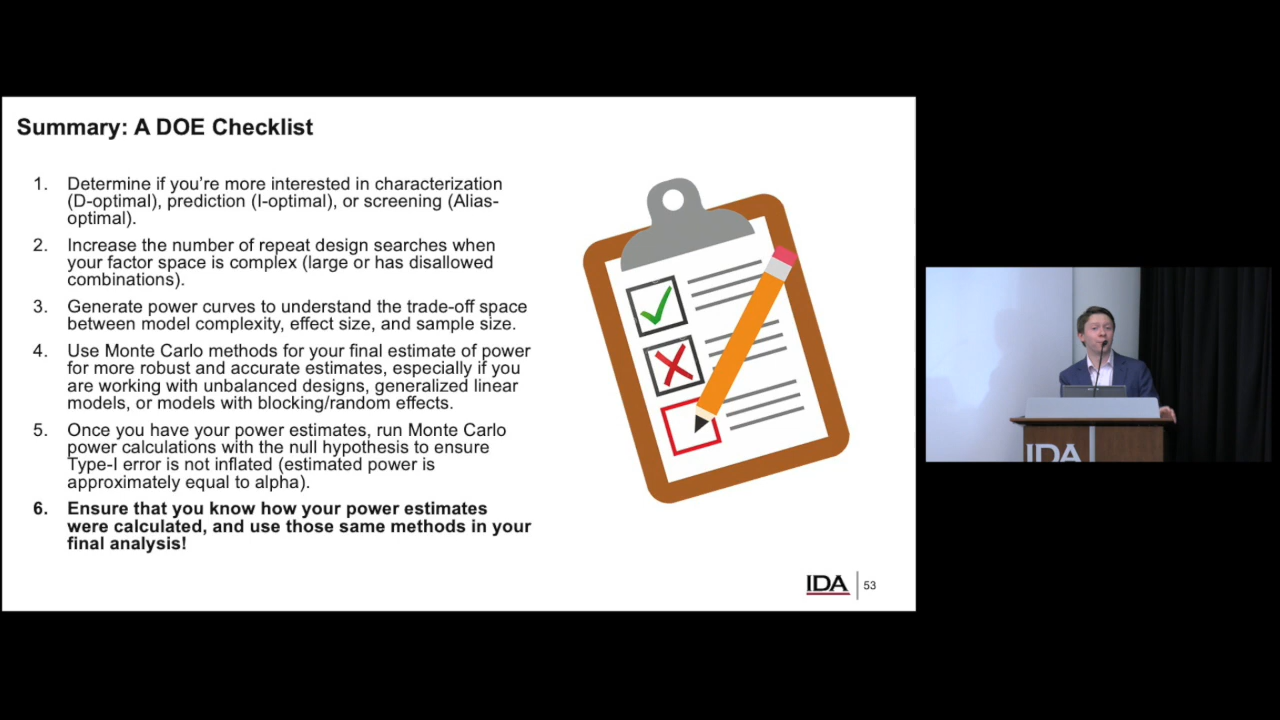 Summary: A DOE Checklist
1. Determine if you're more interested in characterization
(D-optimal), prediction (I-optimal), or screening (Alias-
optimal).
2. Increase the number of repeat design searches when
your factor space is complex (large or has disallowed
combinations).
3. Generate power curves to understand the trade-off space
between model complexity, effect size, and sample size.
4. Use Monte Carlo methods for your final estimate of power
for more robust and accurate estimates, especially if you
are working with unbalanced designs, generalized linear
models, or models with blocking/random effects.
5. Once you have your power estimates, run Monte Carlo
power calculations with the null hypothesis to ensure
Type-I error is not inflated (estimated power is
approximately equal to alpha).
6. Ensure that you know how your power estimates
were calculated, and use those same methods in your
final analysis!
IDA 53
IDA